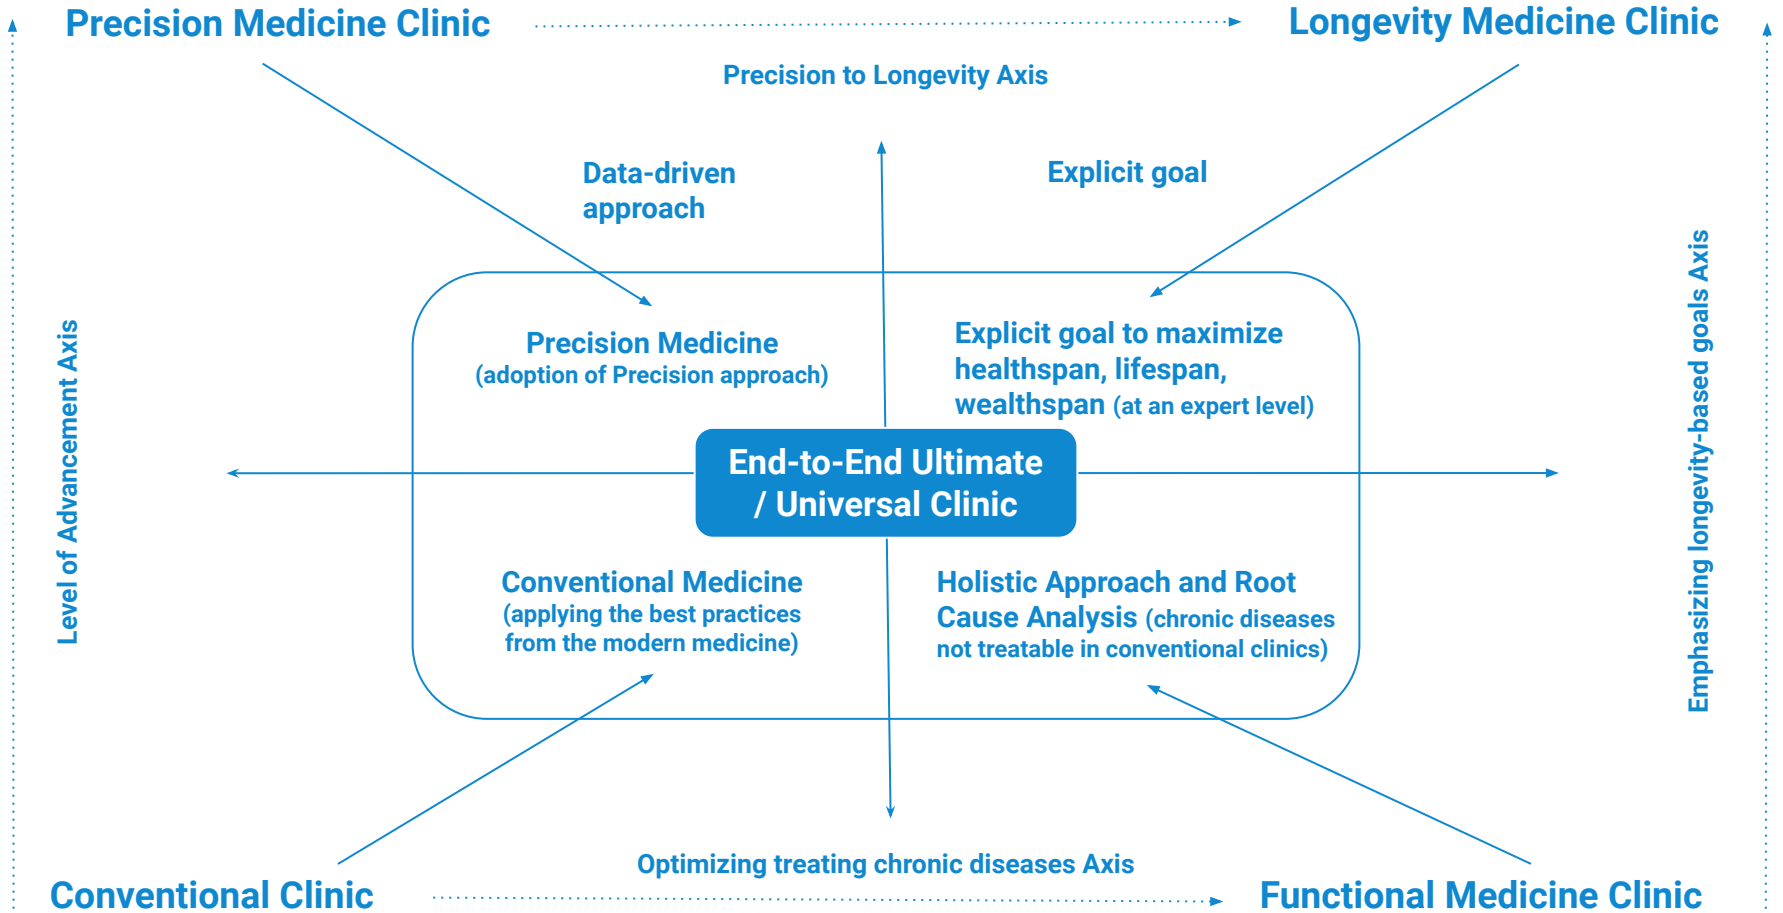 Precision Medicine Clinic
Longevity Medicine Clinic
Precision to Longevity Axis
Data-driven
approach
Explicit goal
Level of Advancement Axis
Emphasizing longevity-based goals Axis
Precision Medicine
(adoption of Precision approach)
Explicit goal to maximize
healthspan, lifespan,
wealthspan (at an expert level)
End-to-End Ultimate
/ Universal Clinic
Conventional Medicine
(applying the best practices
from the modern medicine)
Holistic Approach and Root
Cause Analysis (chronic diseases
not treatable in conventional clinics)
Optimizing treating chronic diseases Axis
Conventional Clinic
Functional Medicine Clinic